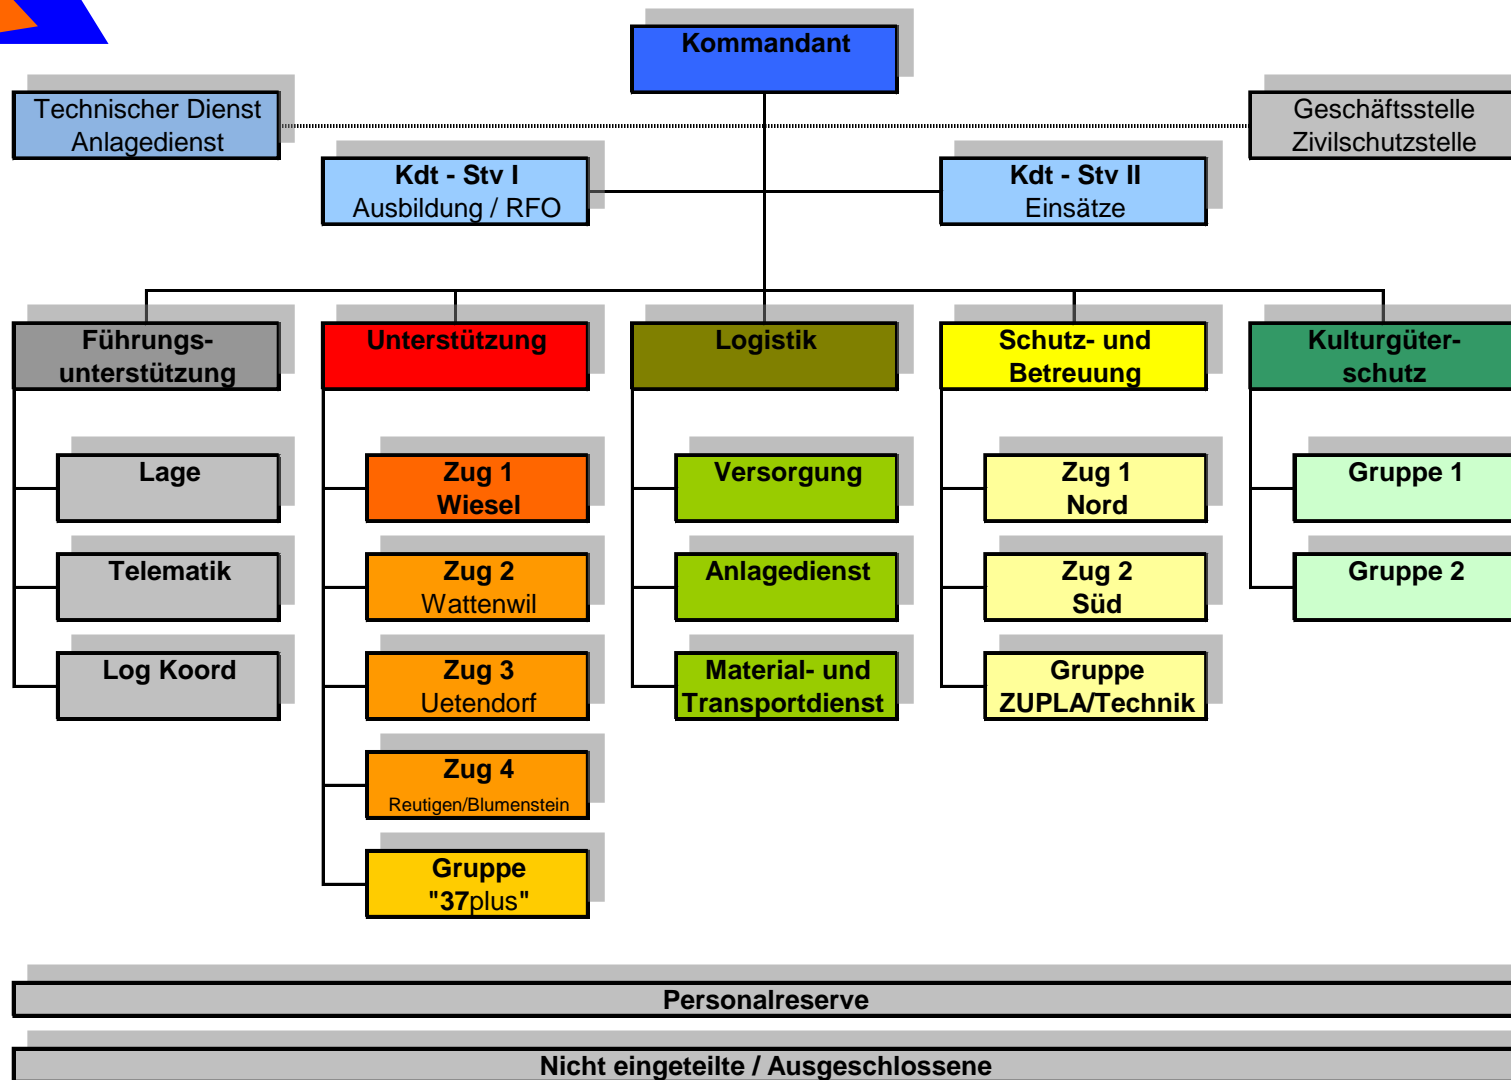 Kommandant
Technischer Dienst
Anlagedienst
Geschäftsstelle
Zivilschutzstelle
Kdt - Stv I
Ausbildung / RFO
Kdt - Stv II
Einsätze
Führungs-
unterstützung
Unterstützung
Logistik
Schutz- und
Betreuung
Kulturgüter-
schutz
Lage
Telematik
Log Koord
Zug 1
Wiesel
Zug 2
Wattenwil
Zug 3
Uetendorf
Zug 4
Reutigen/Blumenstein
Gruppe
"37plus"
Versorgung
Anlagedienst
Material- und
Transportdienst
Zug 1
Nord
Zug 2
Süd
Gruppe
ZUPLA/Technik
Gruppe 1
Gruppe 2
Personalreserve
Nicht eingeteilte / Ausgeschlossene